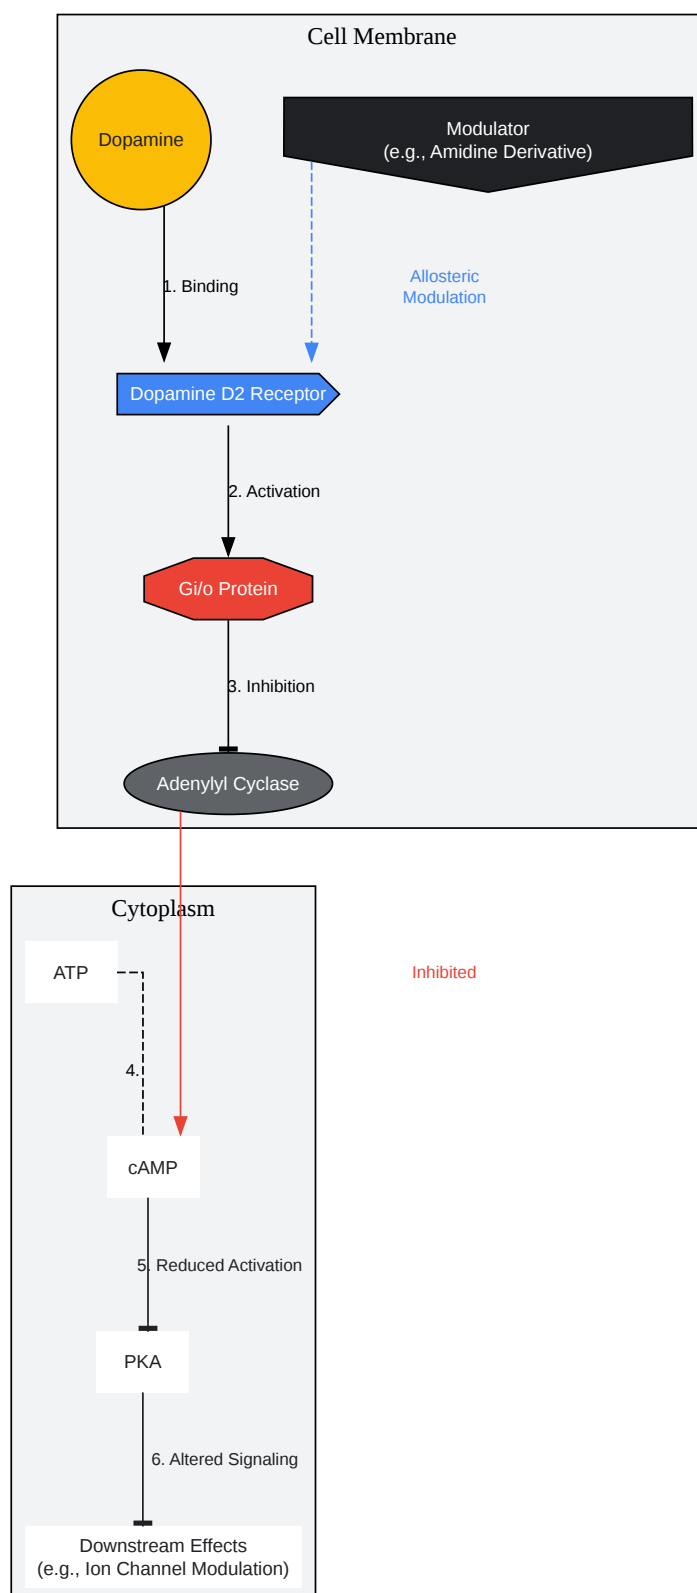 Cell Membrane
Dopamine
Modulator
(e.g., Amidine Derivative)
1. Binding
Allosteric
Modulation
Dopamine D2 Receptor
2. Activation
Gi/o Protein
3. Inhibition
Adenylyl Cyclase
Cytoplasm
ATP
Inhibited
4.
cAMP
5. Reduced Activation
PKA
6. Altered Signaling
Downstream Effects
(e.g., Ion Channel Modulation)